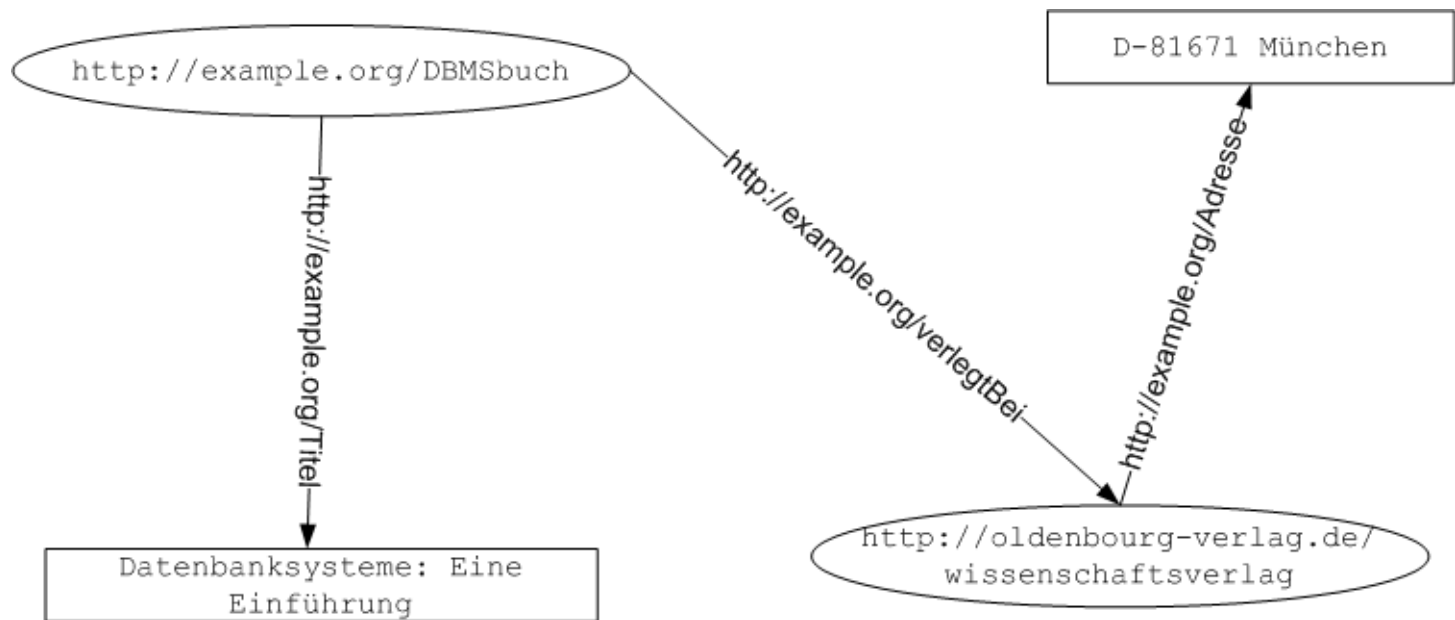 http://example.org/DBMSbuch
D-81671 München
http://example.org/Titel
http://example.org/verlegtBei
http://example.org/Adresse
Datenbanksysteme: Eine
Einführung
http://oldenbourg-verlag.de/
wissenschaftsverlag